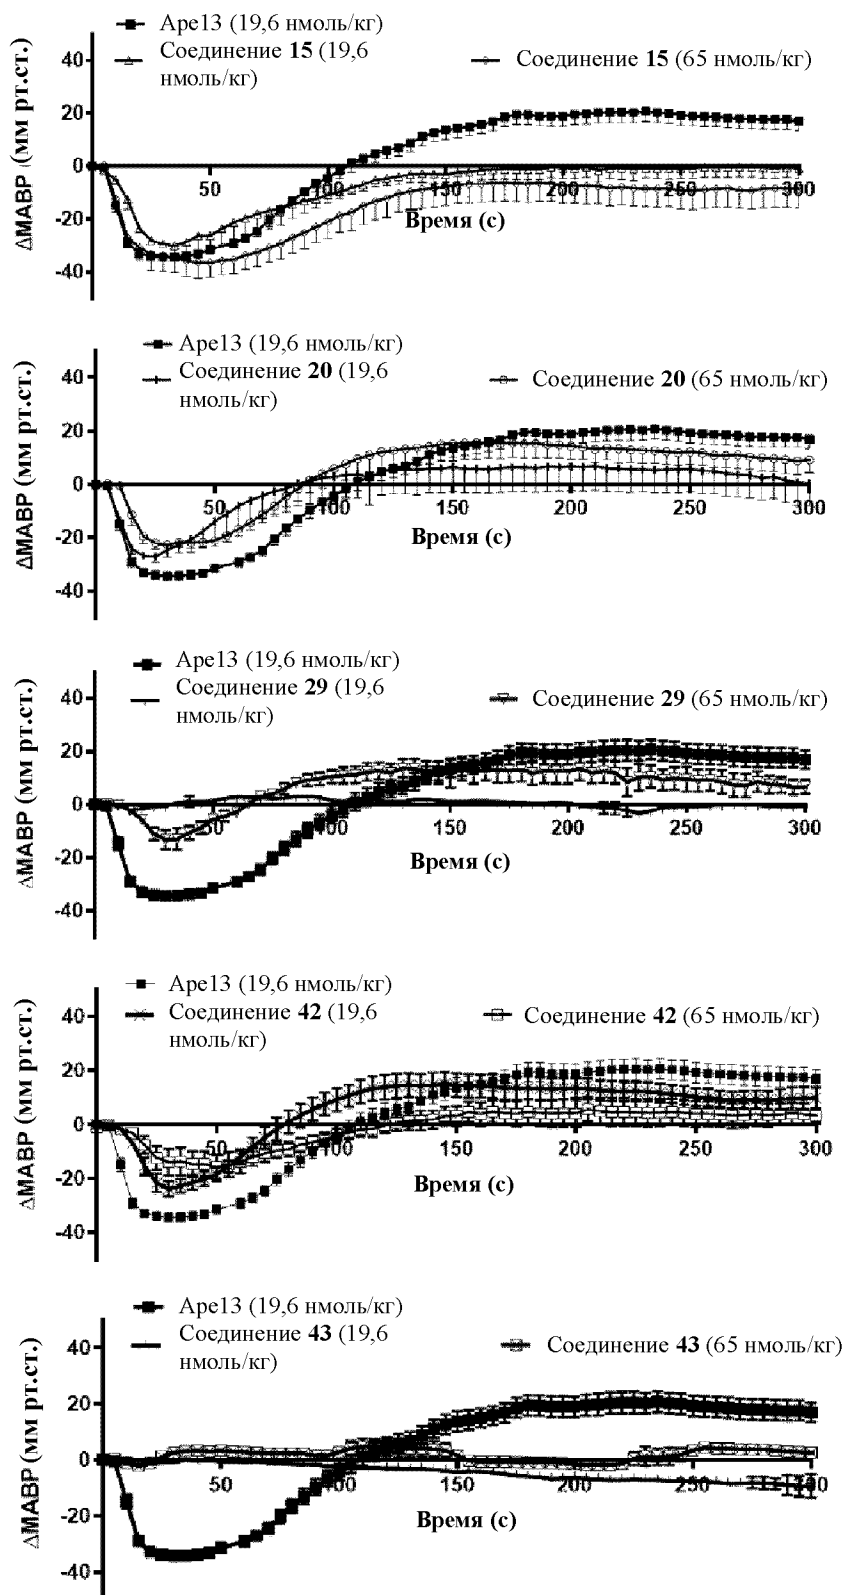 Ape13 (19,6 нмоль/кг)
Соединение 15 (19,6
нмоль/кг)
Соединение 15 (65 нмоль/кг)
ΔMABP (мм рт.ст.)
40
20
0
-20
-40
50
100
150
200
250
300
Время (с)
Ape13 (19,6 нмоль/кг)
Соединение 20 (19,6
нмоль/кг)
Соединение 20 (65 нмоль/кг)
ΔMABP (мм рт.ст.)
40
20
0
-20
-40
50
100
150
200
250
300
Время (с)
Ape13 (19,6 нмоль/кг)
Соединение 29 (19,6
нмоль/кг)
Соединение 29 (65 нмоль/кг)
ΔMABP (мм рт.ст.)
40
20
0
-20
-40
50
100
150
200
250
300
Время (с)
Ape13 (19,6 нмоль/кг)
Соединение 42 (19,6
нмоль/кг)
Соединение 42 (65 нмоль/кг)
ΔMABP (мм рт.ст.)
40
20
0
-20
-40
50
100
150
200
250
300
Время (с)
Ape13 (19,6 нмоль/кг)
Соединение 43 (19,6
нмоль/кг)
Соединение 43 (65 нмоль/кг)
ΔMABP (мм рт.ст.)
40
20
0
-20
-40
50
100
150
200
250
300
Время (с)